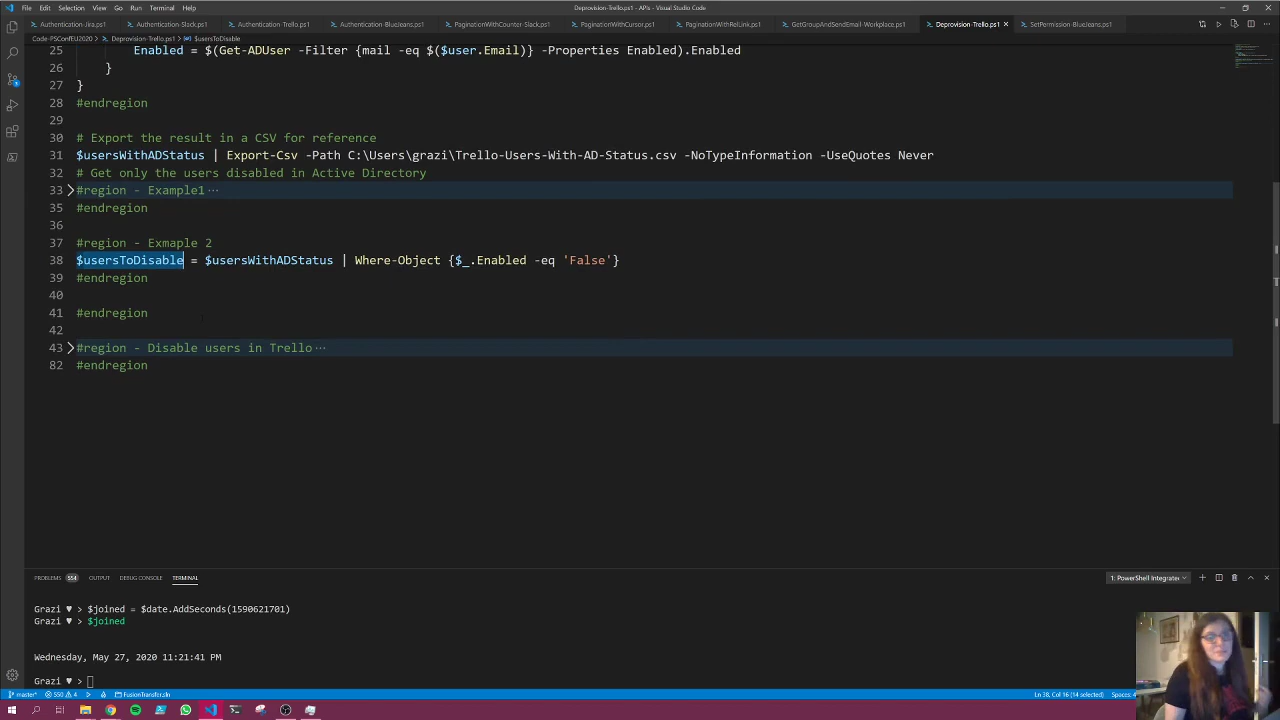 File Edit Selection View Go Run Terminal Help
Deprovision-Trello.ps1 - APIs - Visual Studio Code
Authentication-Jira.ps1 Authentication-Slack.ps1 Authentication-Trello.ps1 Authentication-BlueJeans.ps1 PaginationWithCounter-Slack.ps1 PaginationWithCursor.ps1 PaginationWithRelLink.ps1 GetGroupAndSendEmail-Workplace.ps1 Deprovision-Trello.ps1 SetPermission-BlueJeans.ps1
Code-PSConfEU2020 > Deprovision-Trello.ps1 > $usersToDisable
25 Enabled = $(Get-ADUser -Filter {mail -eq $($user.Email)} -Properties Enabled).Enabled
26 }
27 }
28 #endregion
29
30 # Export the result in a CSV for reference
31 $usersWithADStatus | Export-Csv -Path C:\Users\grazi\Trello-Users-With-AD-Status.csv -NoTypeInformation -UseQuotes Never
32 # Get only the users disabled in Active Directory
33 #region - Example1 ...
35 #endregion
36
37 #region - Exmaple 2
38 $usersToDisable = $usersWithADStatus | Where-Object {$_.Enabled -eq 'False'}
39 #endregion
40
41 #endregion
42
43 #region - Disable users in Trello ...
82 #endregion
PROBLEMS 554 OUTPUT DEBUG CONSOLE TERMINAL
1: PowerShell Integrate
Grazi ♥ > $joined = $date.AddSeconds(1590621701)
Grazi ♥ > $joined
Wednesday, May 27, 2020 11:21:41 PM
Grazi ♥ >
master* 550 4 FusionTransfer.sln
Ln 38, Col 16 (14 selected) Spaces: 4